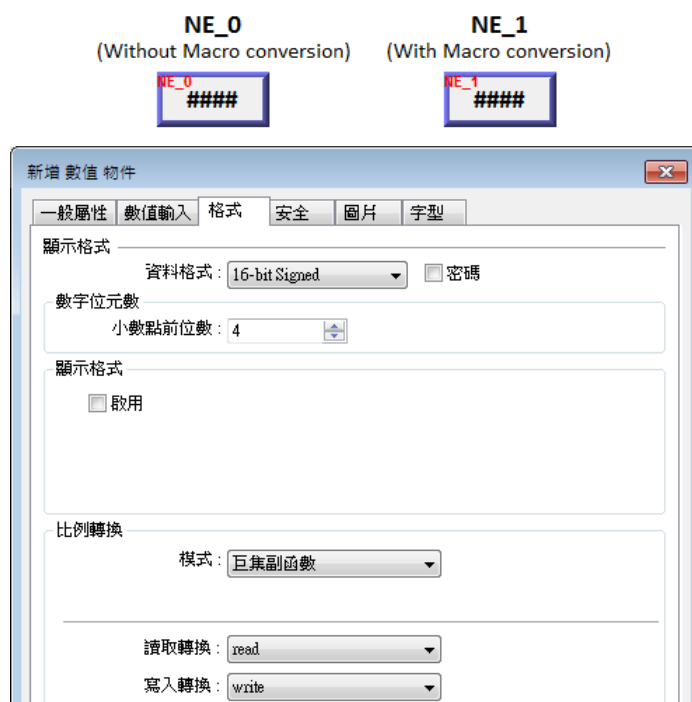 NE_0 NE_1
(Without Macro conversion) (With Macro conversion)
NE_0 NE_1
#### ####
新增 數值 物件
一般屬性 數值輸入 格式 安全 圖片 字型
顯示格式
資料格式 : 16-bit Signed 密碼
數字位元數
小數點前位數 : 4
顯示格式
啟用
比例轉換
模式 : 巨集副函數
讀取轉換 : read
寫入轉換 : write